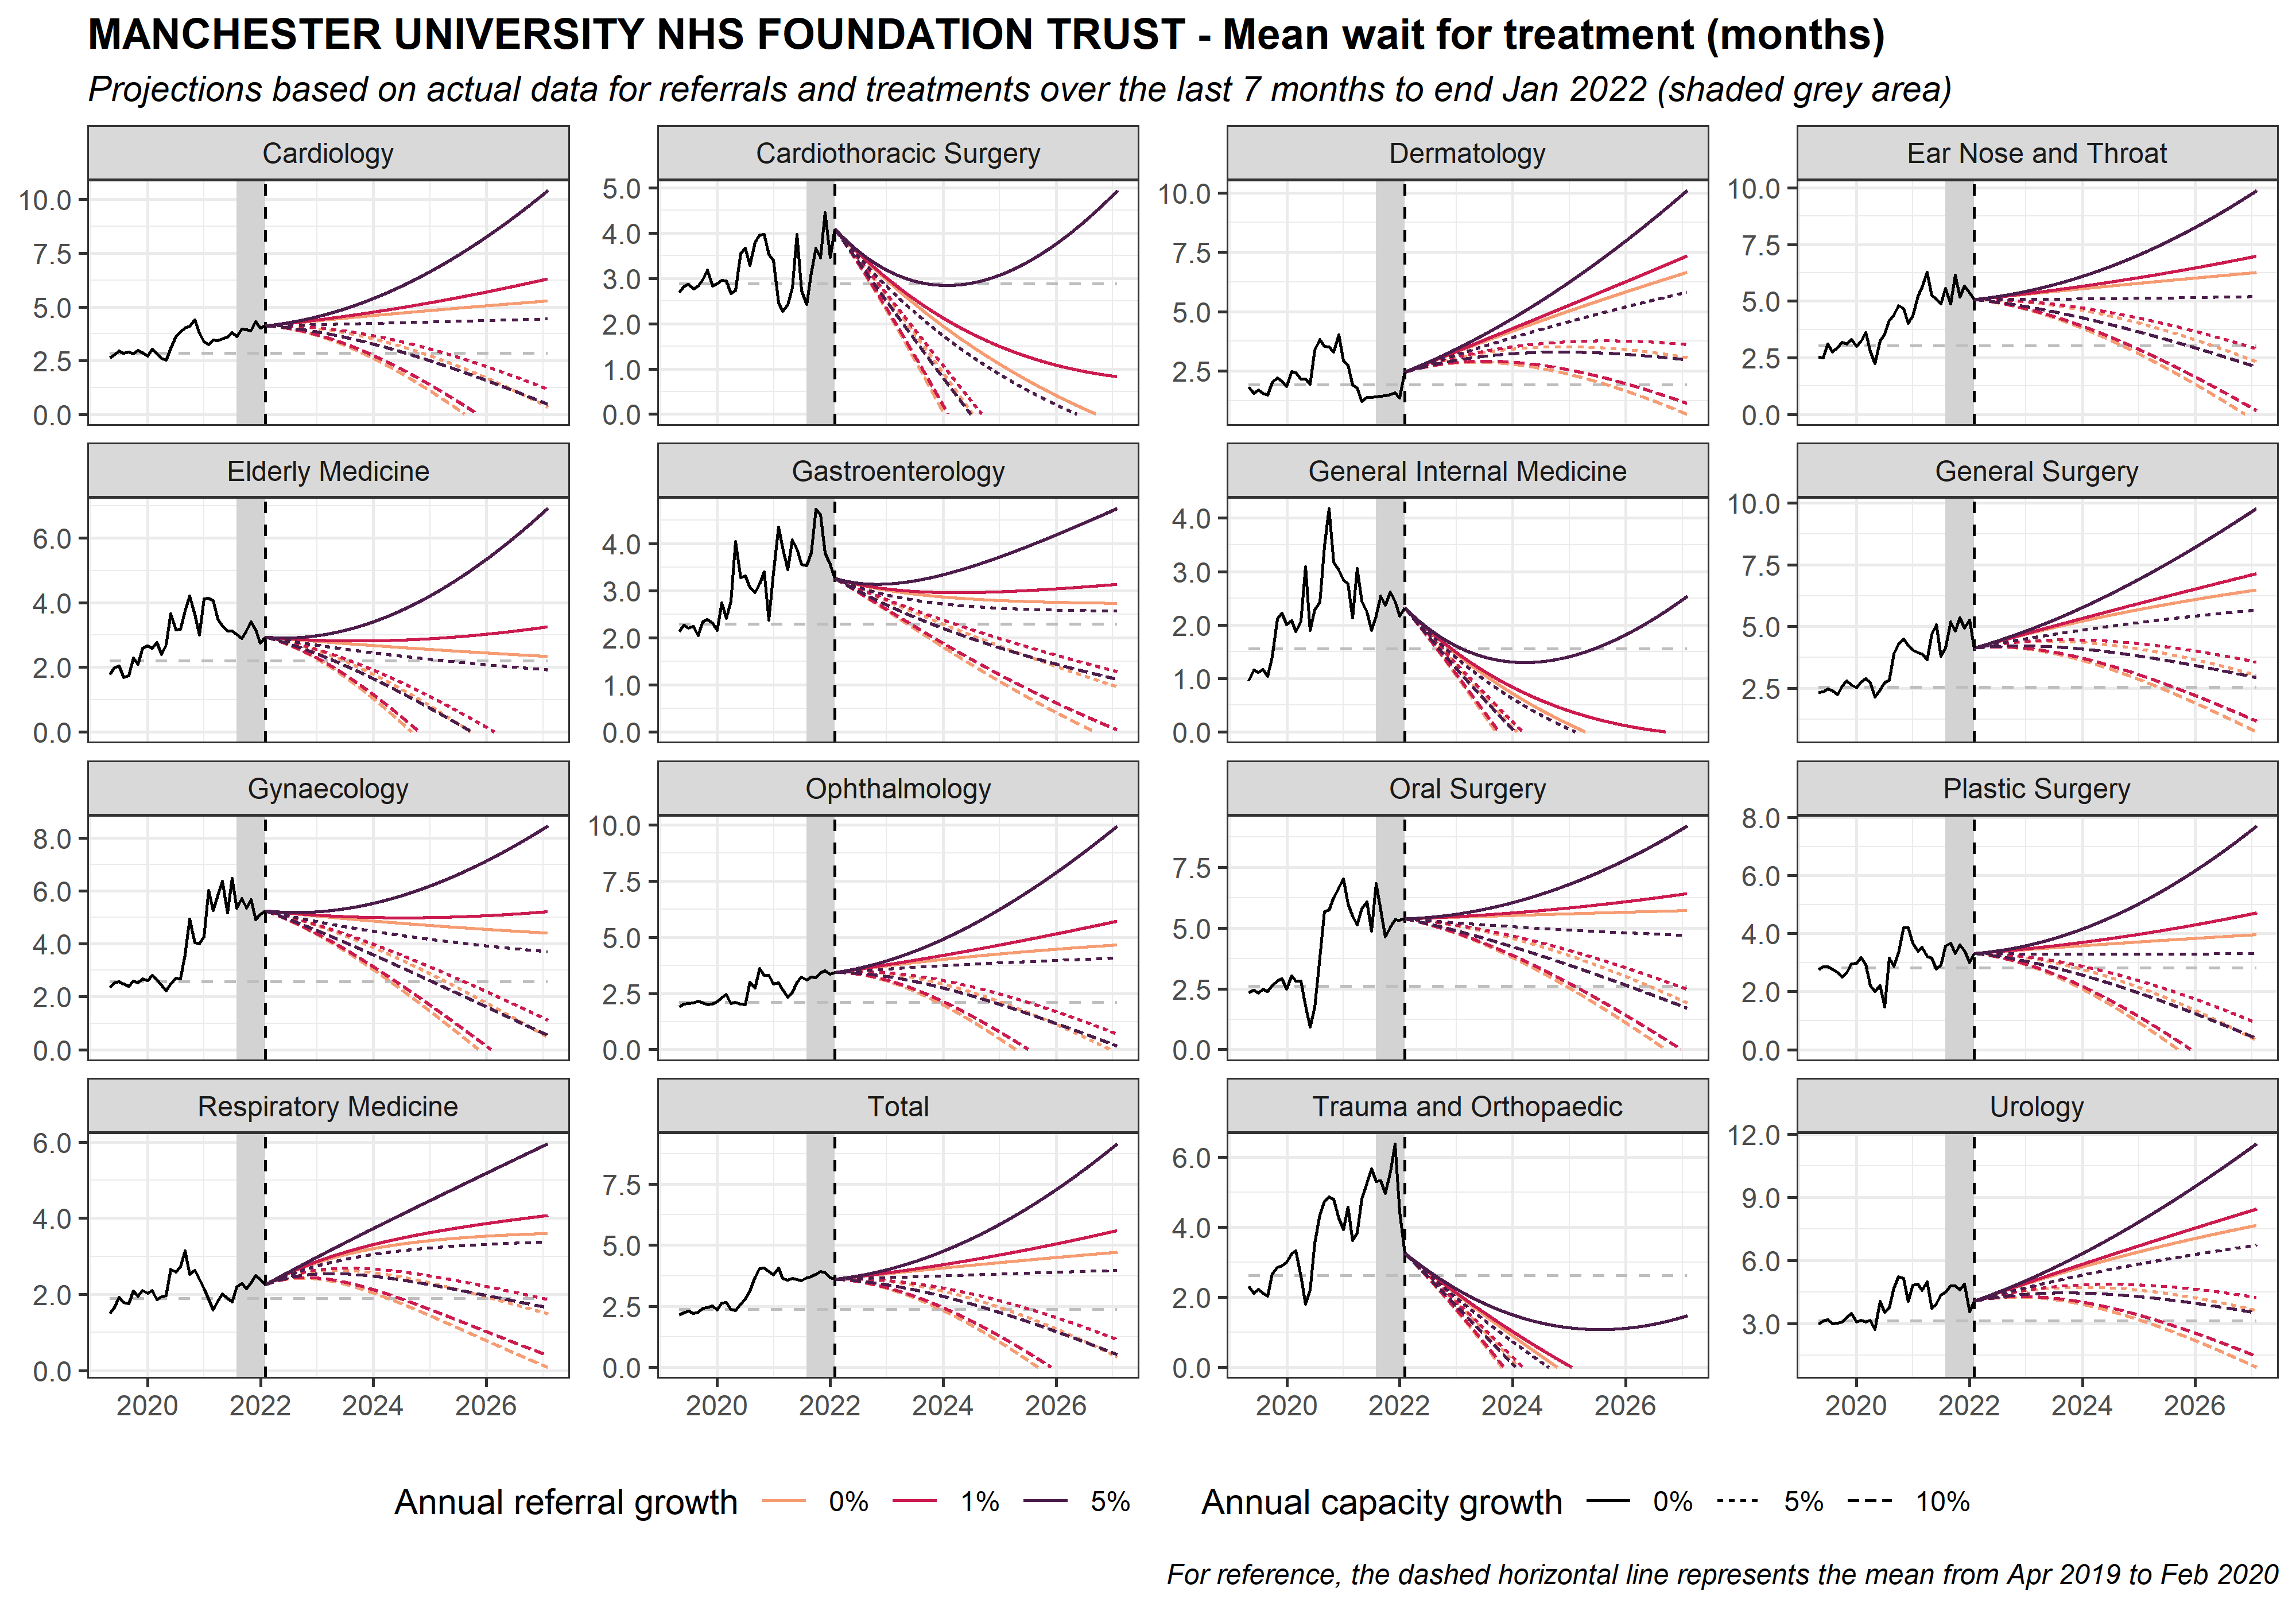 MANCHESTER UNIVERSITY NHS FOUNDATION TRUST - Mean wait for treatment (months)
Projections based on actual data for referrals and treatments over the last 7 months to end Jan 2022 (shaded grey area)
Cardiology
Cardiothoracic Surgery
Dermatology
Ear Nose and Throat
10.0
7.5
5.0
2.5
0.0
5.0
4.0
3.0
2.0
1.0
0.0
10.0
7.5
5.0
2.5
10.0
7.5
5.0
2.5
0.0
Elderly Medicine
Gastroenterology
General Internal Medicine
General Surgery
6.0
4.0
2.0
0.0
4.0
3.0
2.0
1.0
0.0
4.0
3.0
2.0
1.0
0.0
10.0
7.5
5.0
2.5
Gynaecology
Ophthalmology
Oral Surgery
Plastic Surgery
8.0
6.0
4.0
2.0
0.0
10.0
7.5
5.0
2.5
0.0
7.5
5.0
2.5
0.0
8.0
6.0
4.0
2.0
0.0
Respiratory Medicine
Total
Trauma and Orthopaedic
Urology
6.0
4.0
2.0
0.0
7.5
5.0
2.5
0.0
6.0
4.0
2.0
0.0
12.0
9.0
6.0
3.0
2020 2022 2024 2026
2020 2022 2024 2026
2020 2022 2024 2026
2020 2022 2024 2026
Annual referral growth 0% 1% 5%
Annual capacity growth 0% 5% 10%
For reference, the dashed horizontal line represents the mean from Apr 2019 to Feb 2020